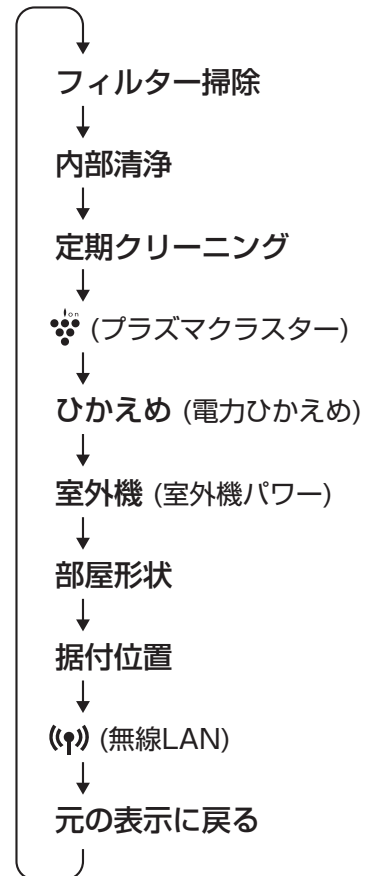 フィルター掃除
内部清浄
定期クリーニング
ion (プラズマクラスター)
ひかえめ (電力ひかえめ)
室外機 (室外機パワー)
部屋形状
据付位置
(無線LAN)
元の表示に戻る